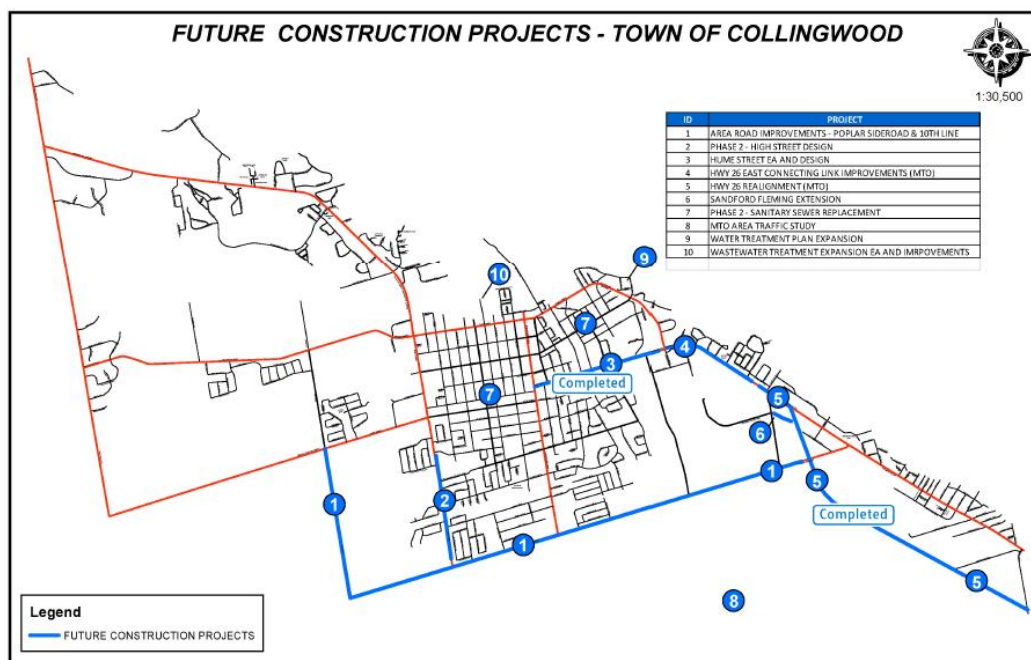 FUTURE CONSTRUCTION PROJECTS - TOWN OF COLLINGWOOD
1:30,500
ID PROJECT
1 AREA ROAD IMPROVEMENTS - POPLAR SIDEROAD & 10TH LINE
2 PHASE 2 - HIGH STREET DESIGN
3 HUME STREET EA AND DESIGN
4 HWY 26 EAST CONNECTING LINK IMPROVEMENTS (MTO)
5 HWY 26 REALIGNMENT (MTO)
6 SANDFORD FLEMING EXTENSION
7 PHASE 2 - SANITARY SEWER REPLACEMENT
8 MTO AREA TRAFFIC STUDY
9 WATER TREATMENT PLAN EXPANSION
10 WASTEWATER TREATMENT EXPANSION EA AND IMRPOVEMENTS
9
10
7
4
3
Completed
7
5
6
1
5
2
1
Completed
1
5
8
Legend
FUTURE CONSTRUCTION PROJECTS